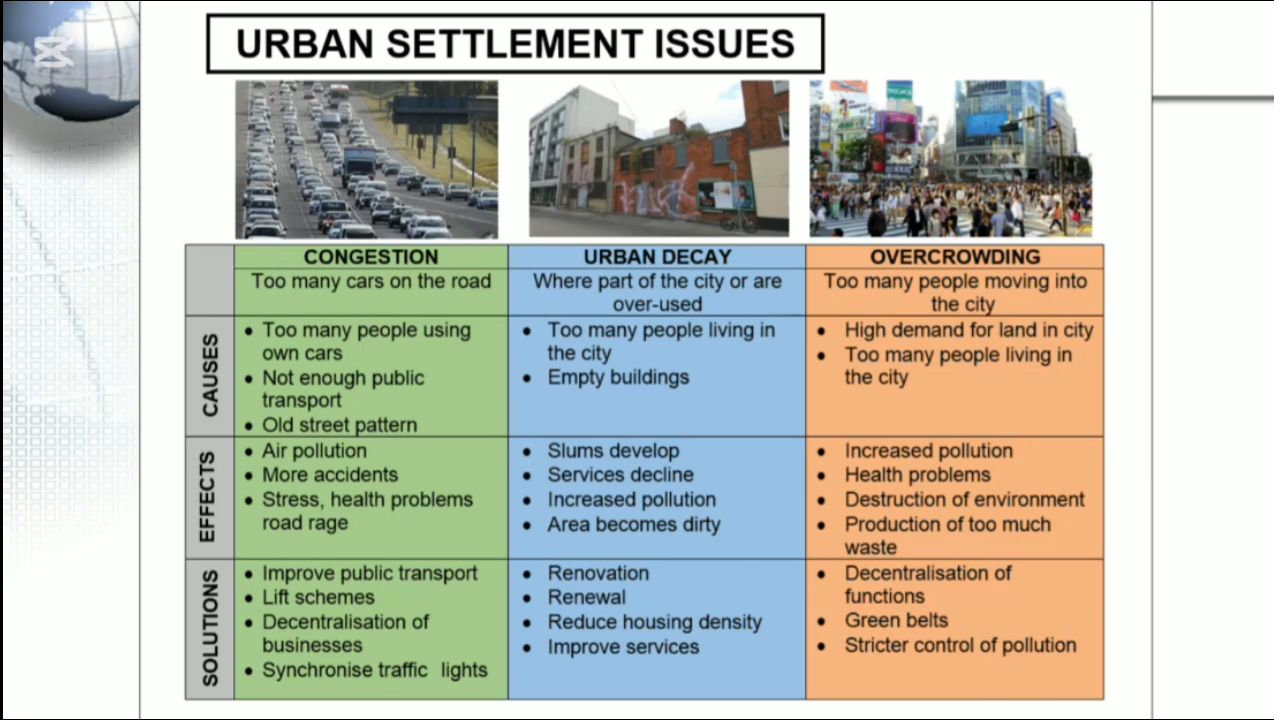 URBAN SETTLEMENT ISSUES
CONGESTION
Too many cars on the road
URBAN DECAY
Where part of the city or are
over-used
OVERCROWDING
Too many people moving into
the city
CAUSES
• Too many people using
own cars
• Not enough public
transport
• Old street pattern
• Too many people living in
the city
• Empty buildings
• High demand for land in city
• Too many people living in
the city
EFFECTS
• Air pollution
• More accidents
• Stress, health problems
road rage
• Slums develop
• Services decline
• Increased pollution
• Area becomes dirty
• Increased pollution
• Health problems
• Destruction of environment
• Production of too much
waste
SOLUTIONS
• Improve public transport
• Lift schemes
• Decentralisation of
businesses
• Synchronise traffic lights
• Renovation
• Renewal
• Reduce housing density
• Improve services
• Decentralisation of
functions
• Green belts
• Stricter control of pollution